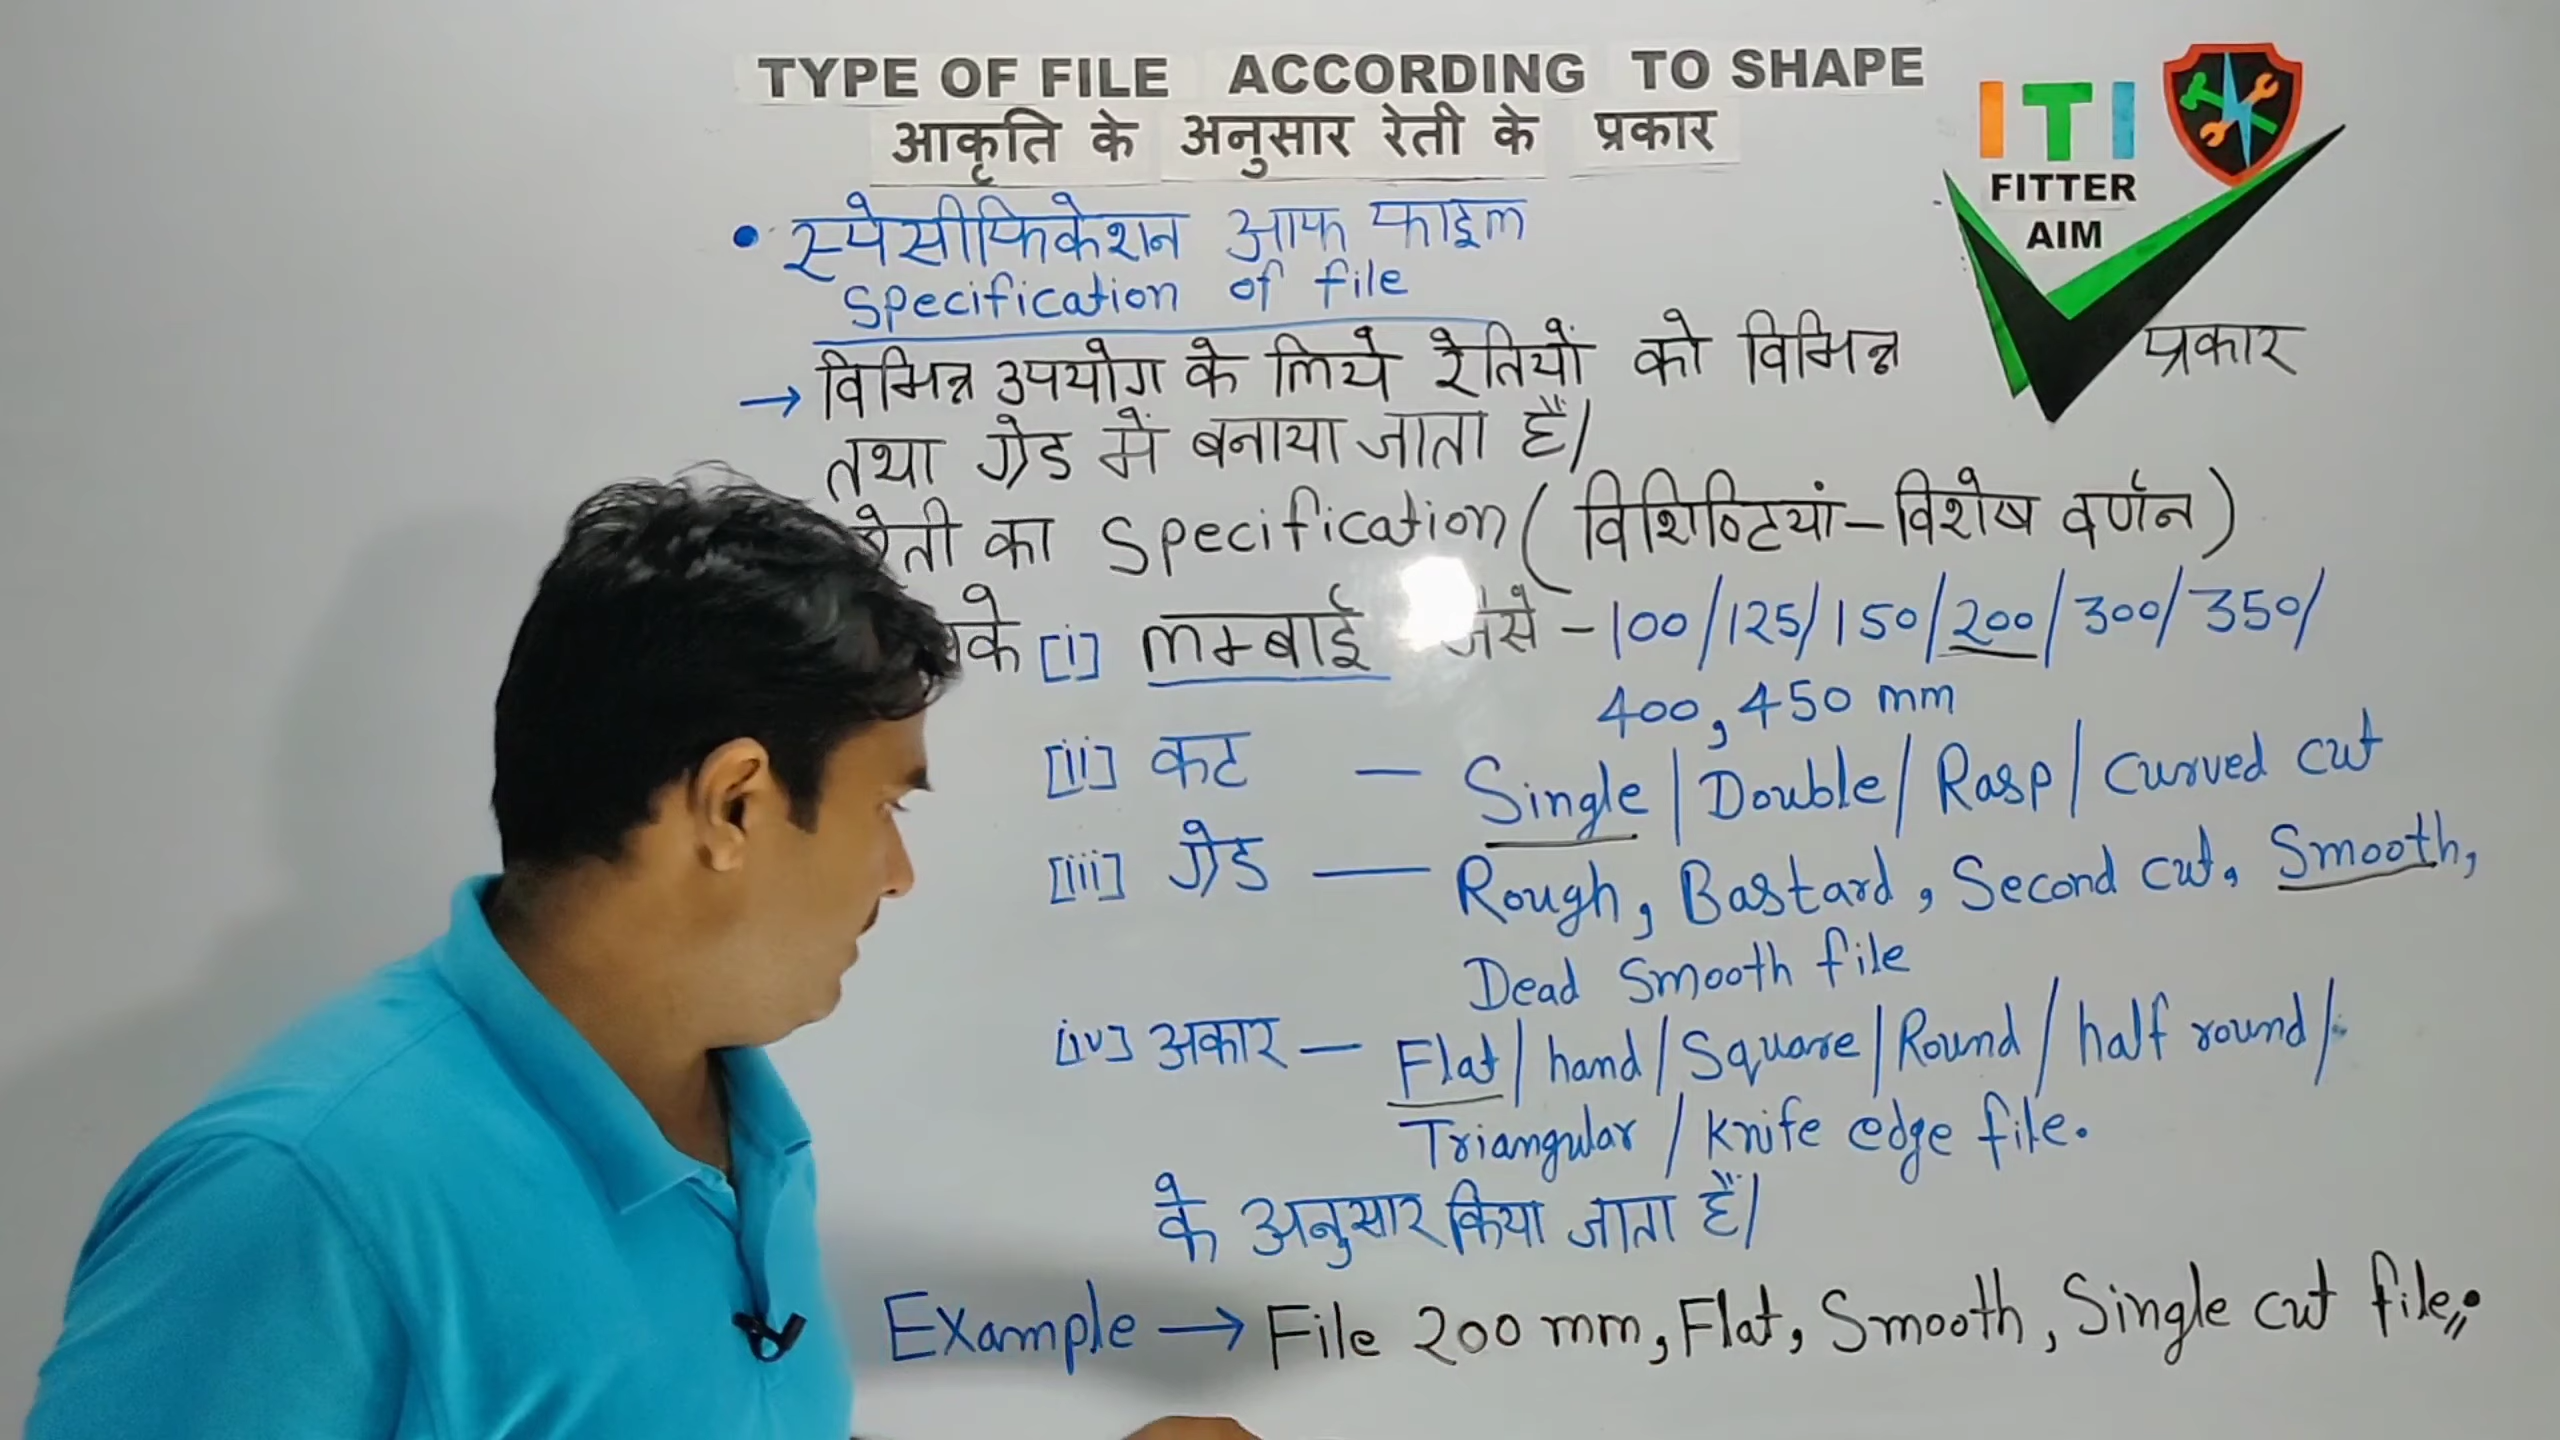 TYPE OF FILE ACCORDING TO SHAPE
आकृति के अनुसार रेती के प्रकार
ITI
FITTER
AIM
• स्पेसीफिकेशन आफ फाइल
Specification of file
→ विभिन्न उपयोग के लिये रेतियों को विभिन्न प्रकार
तथा ग्रेड में बनाया जाता हैं।
रेती का Specification (विशिष्टियां - विशेष वर्णन)
[i] लम्बाई जैसे - 100/125/150/200/300/350/
400, 450 mm
[ii] कट - Single/Double/Rasp/Curved cut
[iii] ग्रेड - Rough, Bastard, Second cut, Smooth,
Dead Smooth file
[iv] अकार - Flat/hand/Square/Round/half round/
Triangular/Knife edge file.
के अनुसार किया जाता हैं।
Example → File 200 mm, Flat, Smooth, Single cut file